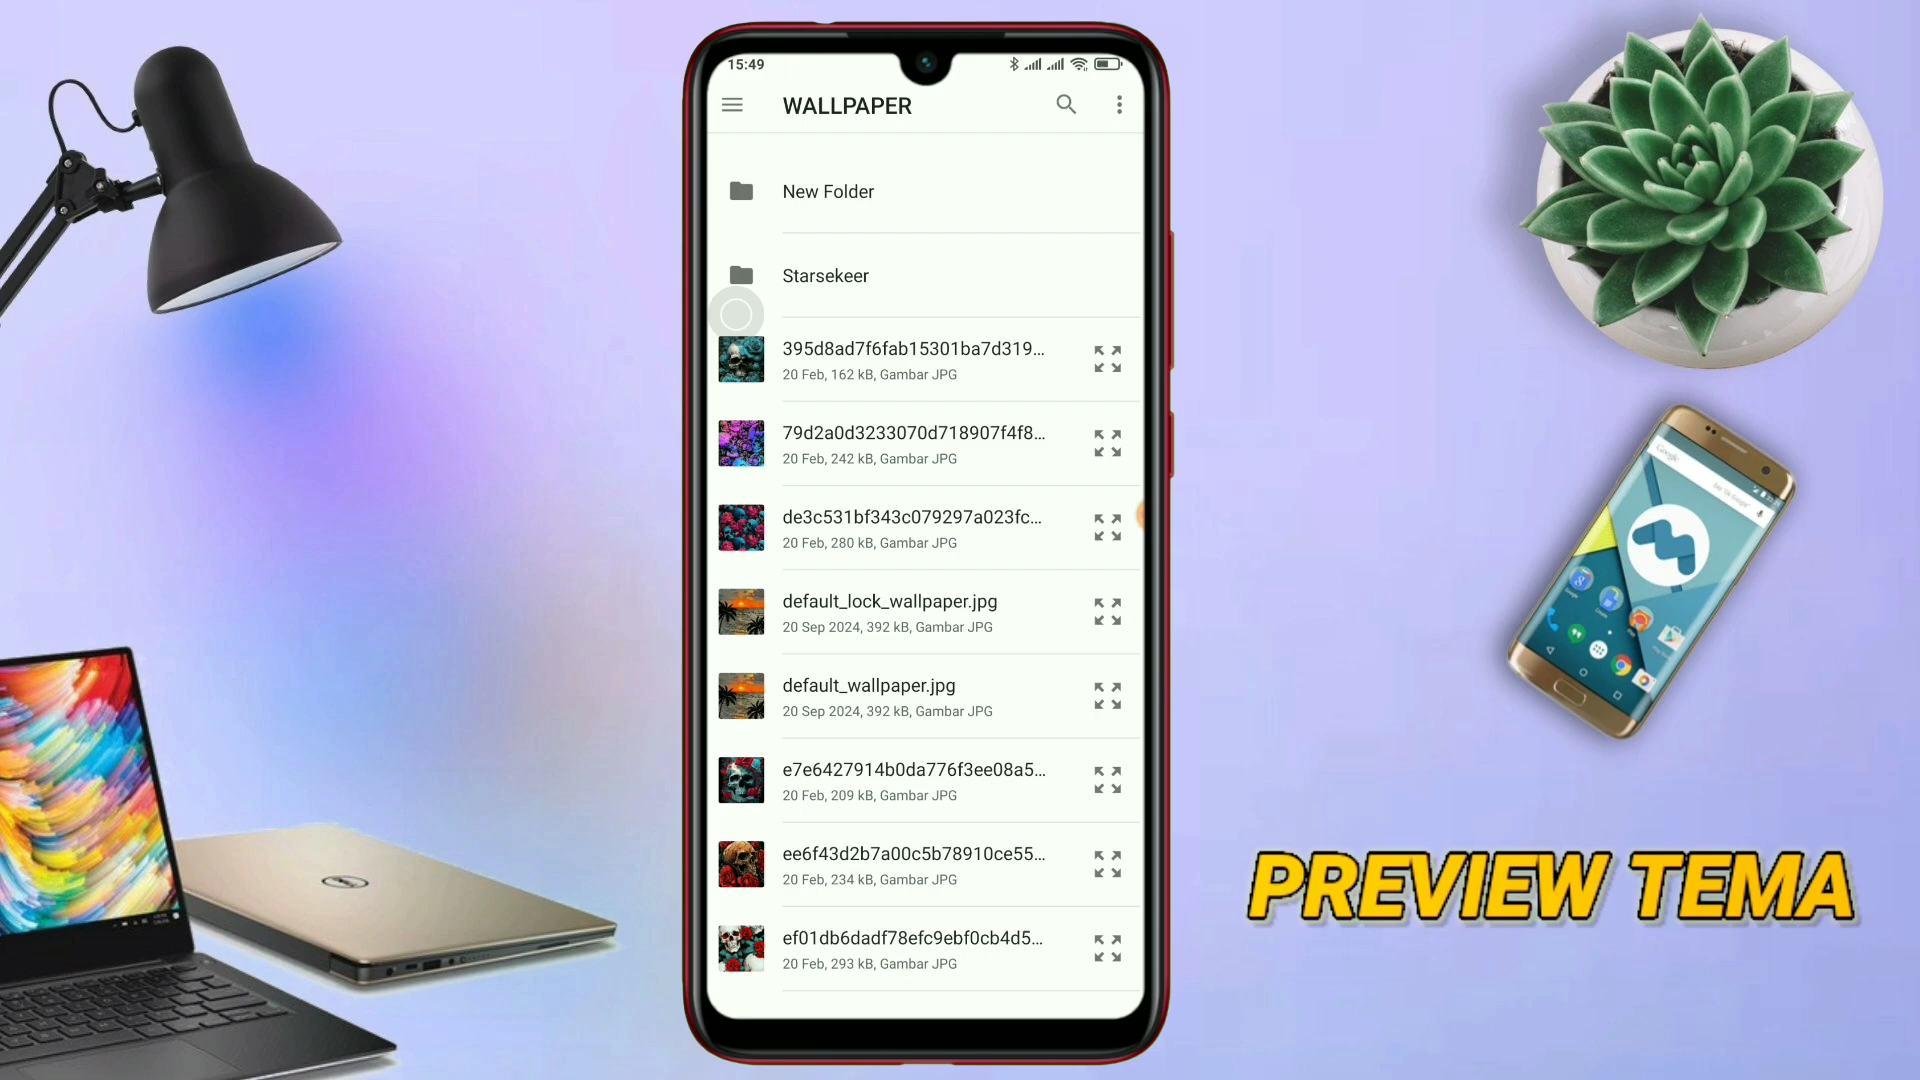 15:49
WALLPAPER
New Folder
Starsekeer
395d8ad7f6fab15301ba7d319...
20 Feb, 162 kB, Gambar JPG
79d2a0d3233070d718907f4f8...
20 Feb, 242 kB, Gambar JPG
de3c531bf343c079297a023fc...
20 Feb, 280 kB, Gambar JPG
default_lock_wallpaper.jpg
20 Sep 2024, 392 kB, Gambar JPG
default_wallpaper.jpg
20 Sep 2024, 392 kB, Gambar JPG
e7e6427914b0da776f3ee08a5...
20 Feb, 209 kB, Gambar JPG
ee6f43d2b7a00c5b78910ce55...
20 Feb, 234 kB, Gambar JPG
ef01db6dadf78efc9ebf0cb4d5...
20 Feb, 293 kB, Gambar JPG
Google
DELL
PREVIEW TEMA